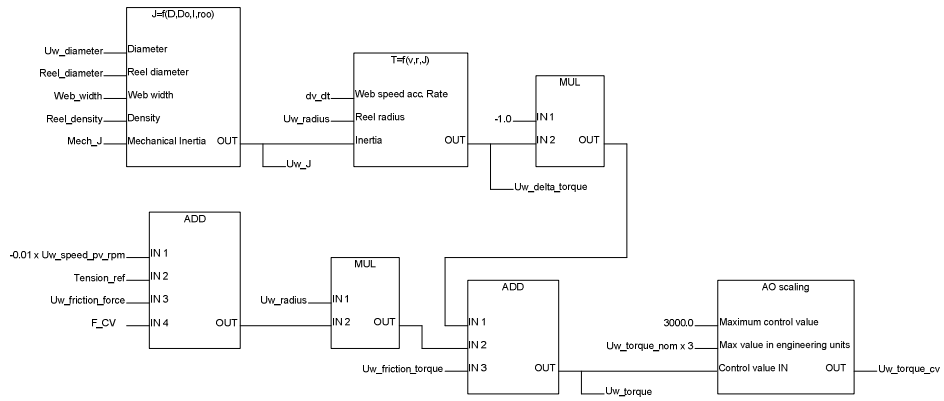 J=f(D,Do,l,roo)
Uw_diameter Diameter
Reel_diameter Reel diameter
Web_width Web width
Reel_density Density
Mech_J Mechanical Inertia OUT
Uw_J
T=f(v,r,J)
dv_dt Web speed acc. Rate
Uw_radius Reel radius
Inertia OUT
Uw_delta_torque
MUL
-1.0 IN 1
IN 2 OUT
ADD
-0.01 x Uw_speed_pv_rpm IN 1
Tension_ref IN 2
Uw_friction_force IN 3
F_CV IN 4 OUT
MUL
Uw_radius IN 1
IN 2 OUT
ADD
IN 1
IN 2
Uw_friction_torque IN 3 OUT
Uw_torque
AO scaling
3000.0 Maximum control value
Uw_torque_nom x 3 Max value in engineering units
Control value IN OUT Uw_torque_cv